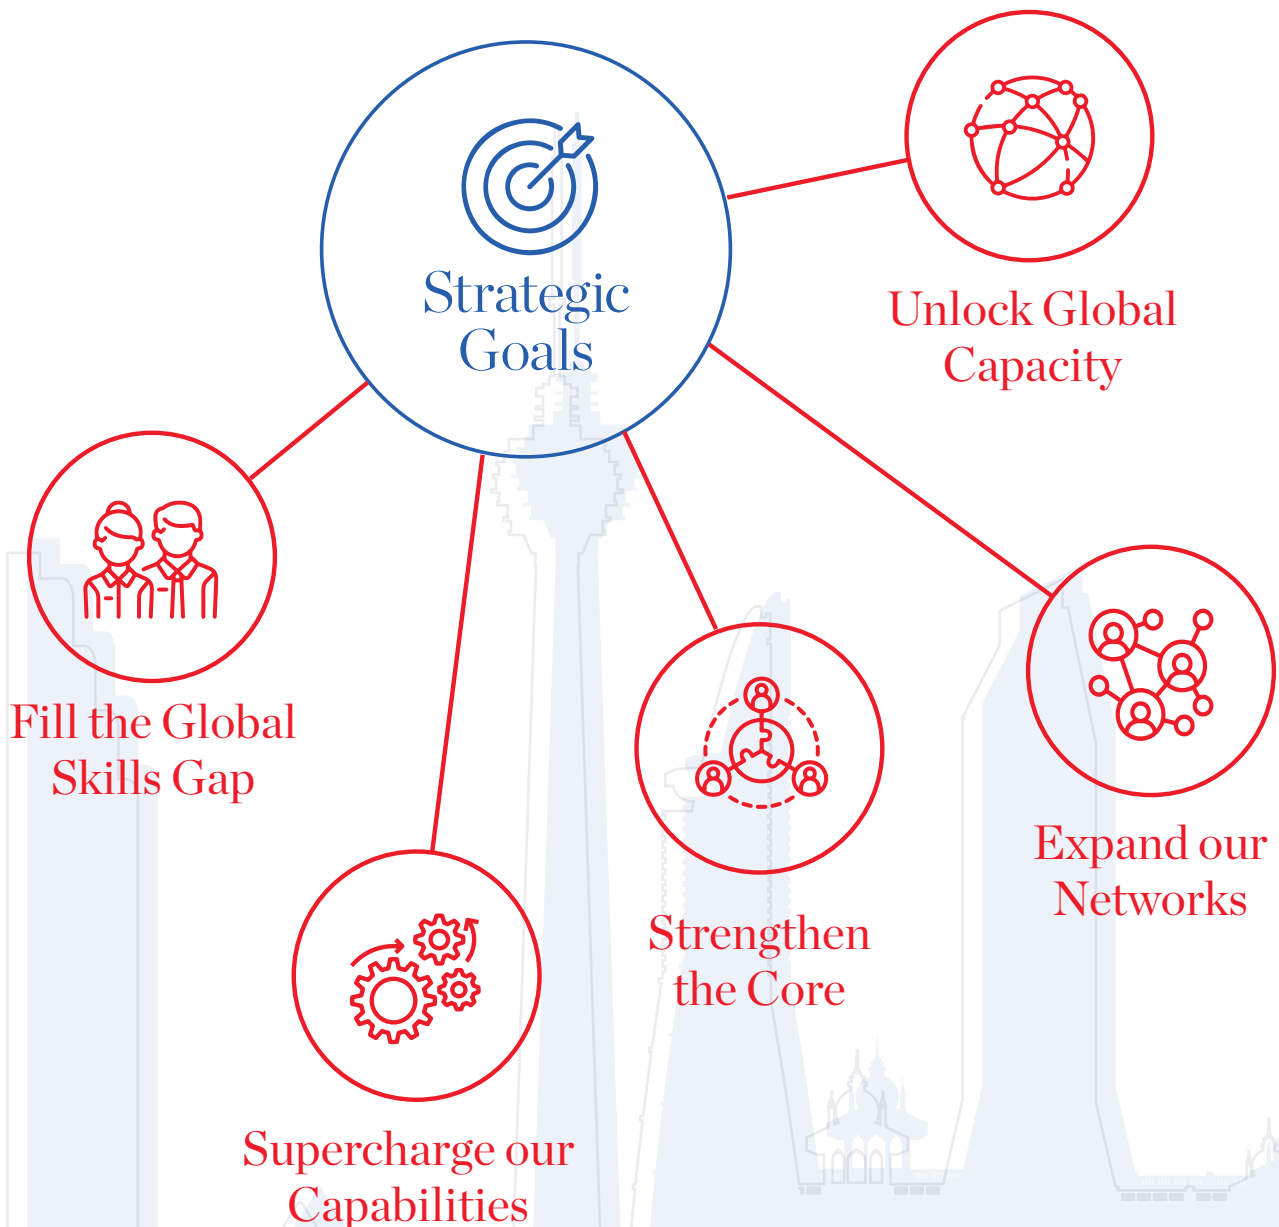 Strategic
Goals
Unlock Global
Capacity
Fill the Global
Skills Gap
Expand our
Networks
Strengthen
the Core
Supercharge our
Capabilities